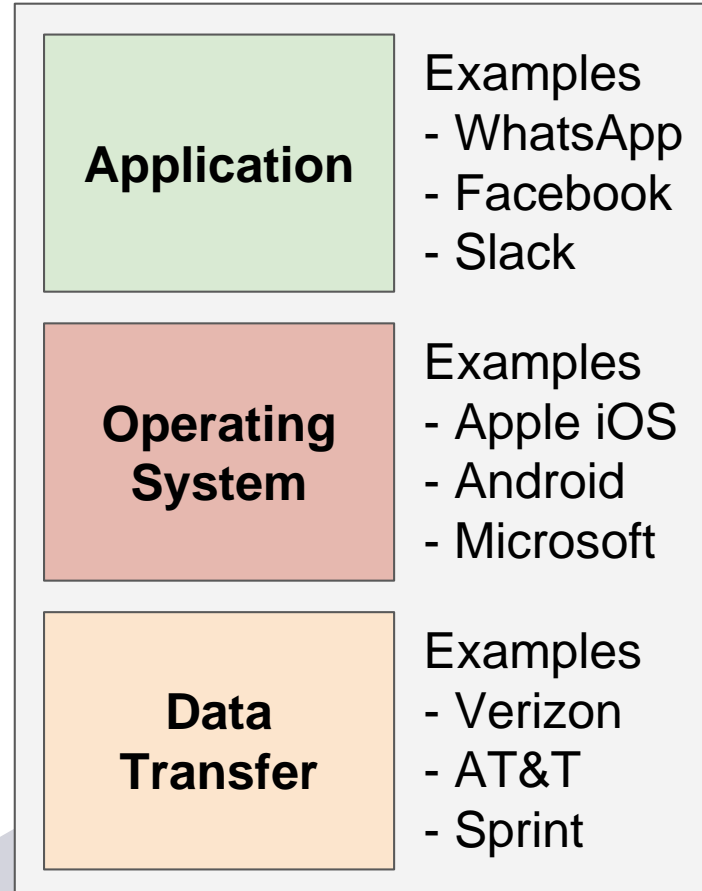 Application
Examples
- WhatsApp
- Facebook
- Slack
Operating
System
Examples
- Apple iOS
- Android
- Microsoft
Data
Transfer
Examples
- Verizon
- AT&T
- Sprint